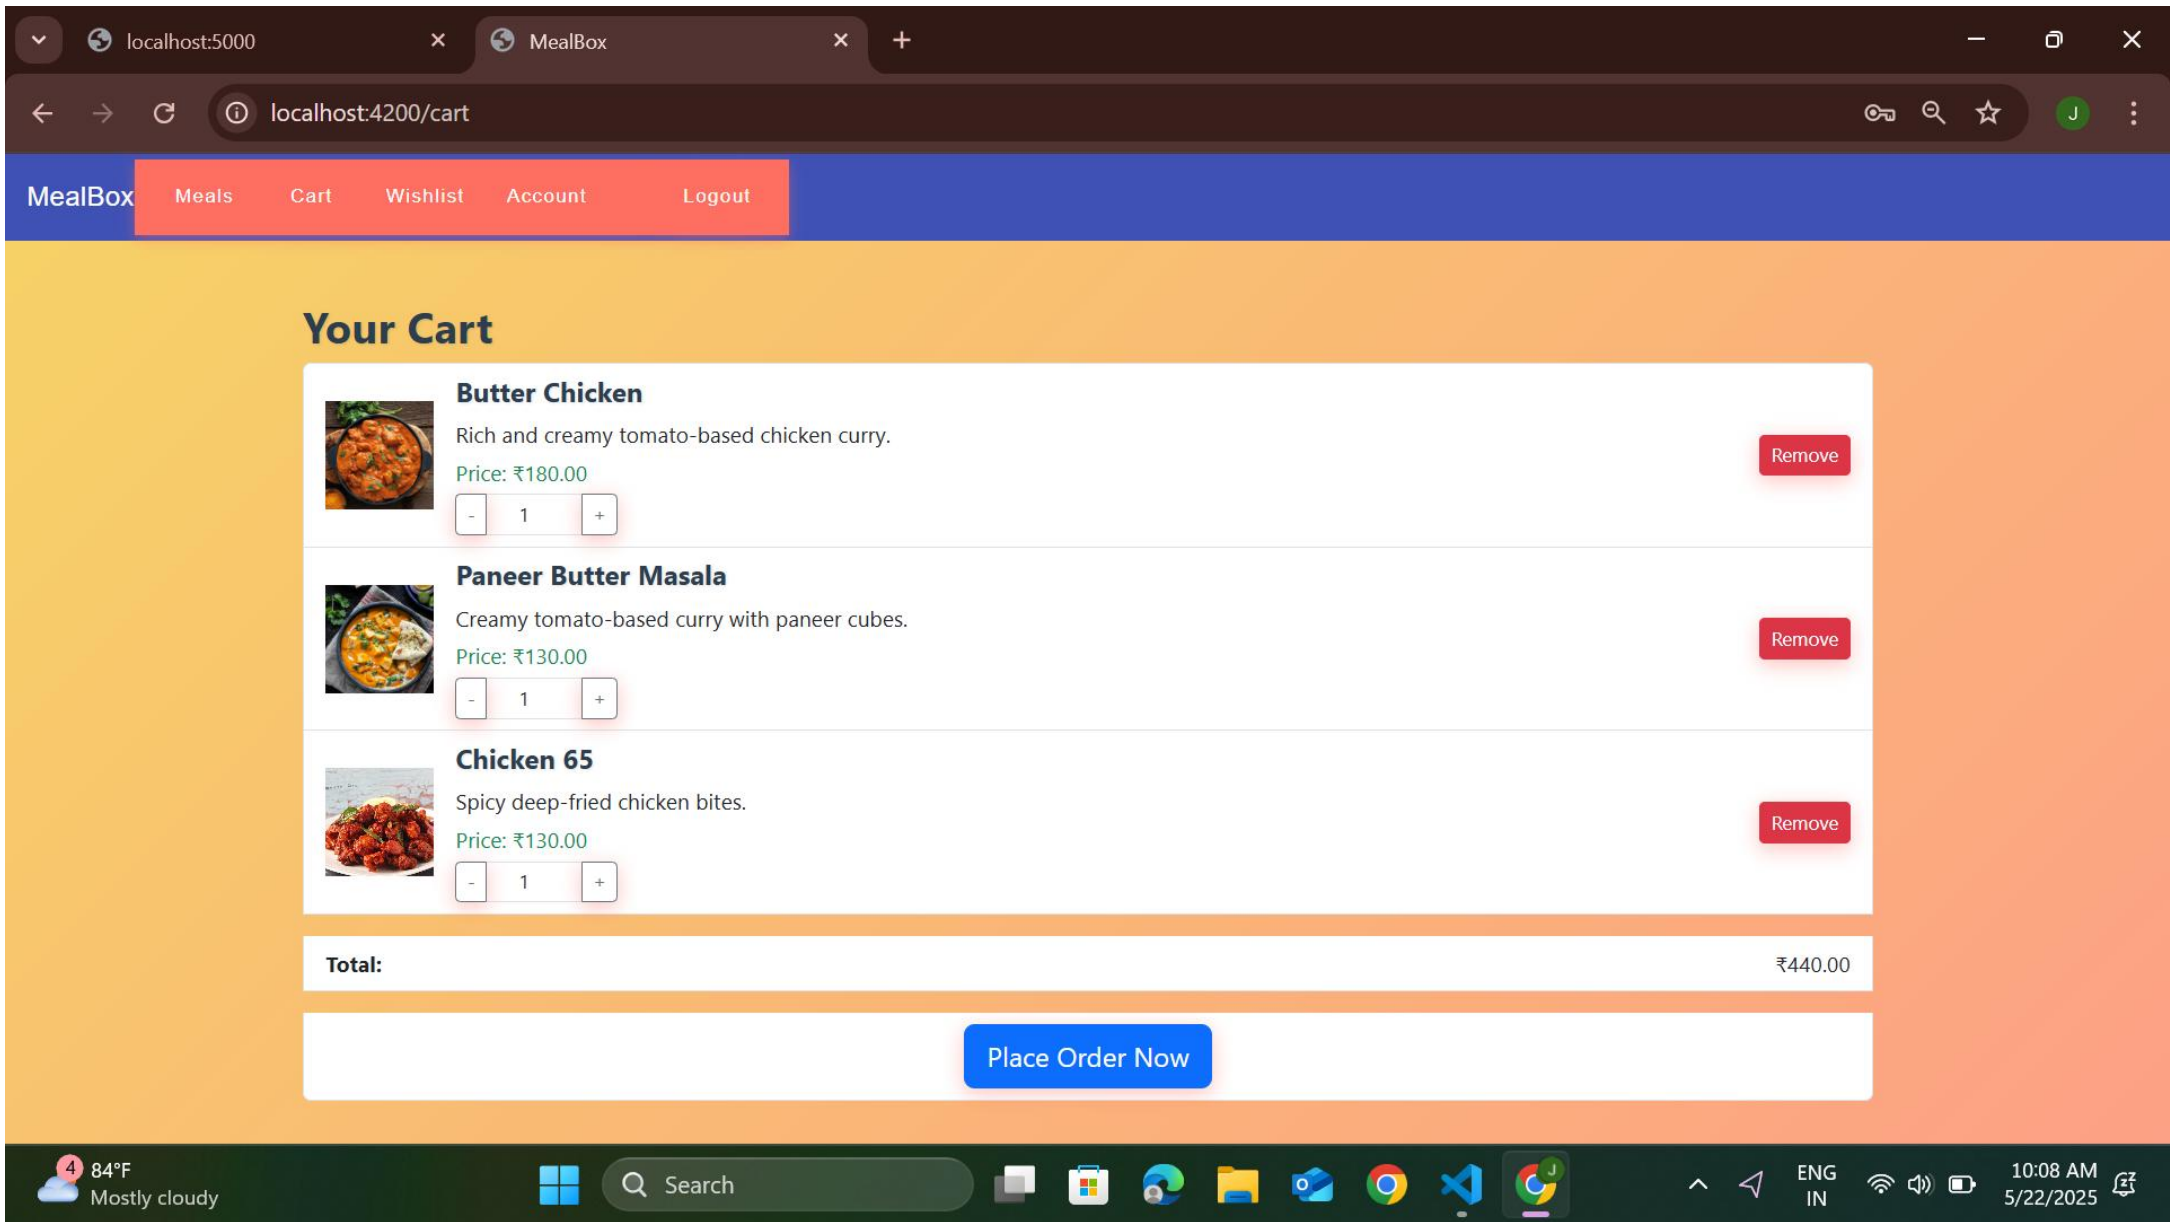 localhost:5000
MealBox
localhost:4200/cart
J
MealBox Meals Cart Wishlist Account Logout
Your Cart
Butter Chicken
Rich and creamy tomato-based chicken curry.
Price: ₹180.00
- 1 +
Remove
Paneer Butter Masala
Creamy tomato-based curry with paneer cubes.
Price: ₹130.00
- 1 +
Remove
Chicken 65
Spicy deep-fried chicken bites.
Price: ₹130.00
- 1 +
Remove
Total: ₹440.00
Place Order Now
4
84°F
Mostly cloudy
Search
J
ENG
IN
10:08 AM
5/22/2025